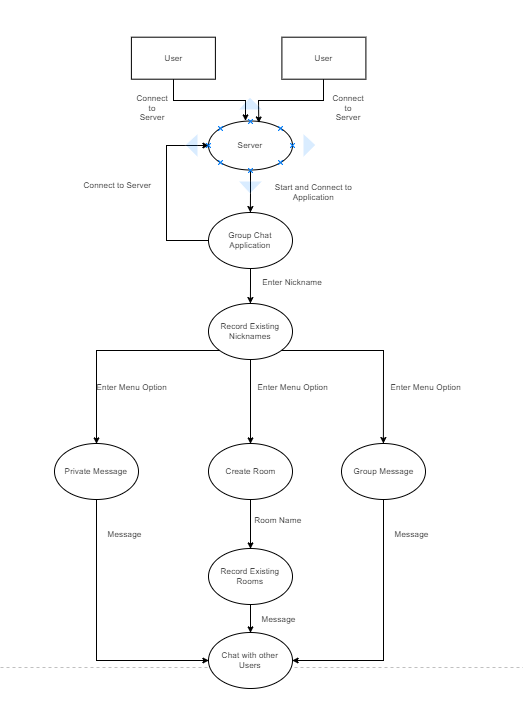 User
User
Connect
to
Server
Connect
to
Server
Server
Connect to Server
Start and Connect to
Application
Group Chat
Application
Enter Nickname
Record Existing
Nicknames
Enter Menu Option
Enter Menu Option
Enter Menu Option
Private Message
Create Room
Group Message
Room Name
Message
Message
Record Existing
Rooms
Message
Chat with other
Users